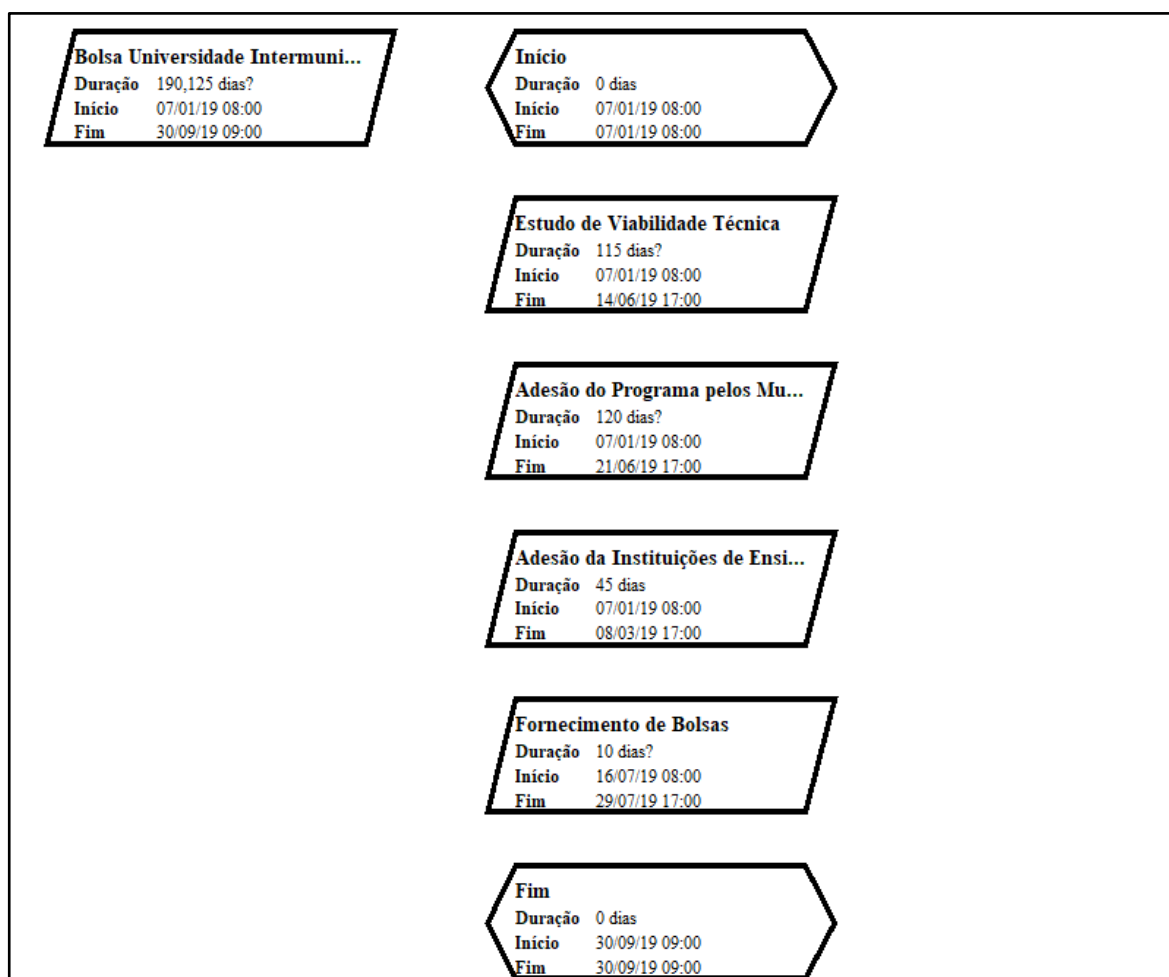 Bolsa Universidade Intermuni...
Duração 190,125 dias?
Início 07/01/19 08:00
Fim 30/09/19 09:00
Início
Duração 0 dias
Início 07/01/19 08:00
Fim 07/01/19 08:00
Estudo de Viabilidade Técnica
Duração 115 dias?
Início 07/01/19 08:00
Fim 14/06/19 17:00
Adesão do Programa pelos Mu...
Duração 120 dias?
Início 07/01/19 08:00
Fim 21/06/19 17:00
Adesão da Instituições de Ensi...
Duração 45 dias
Início 07/01/19 08:00
Fim 08/03/19 17:00
Fornecimento de Bolsas
Duração 10 dias?
Início 16/07/19 08:00
Fim 29/07/19 17:00
Fim
Duração 0 dias
Início 30/09/19 09:00
Fim 30/09/19 09:00